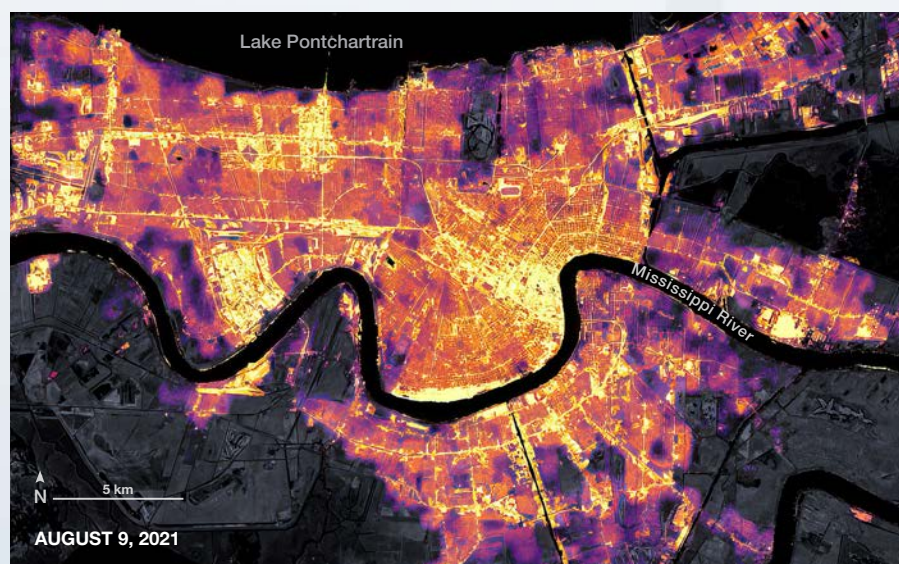 Lake Pontchartrain
Mississippi River
N
5 km
AUGUST 9, 2021